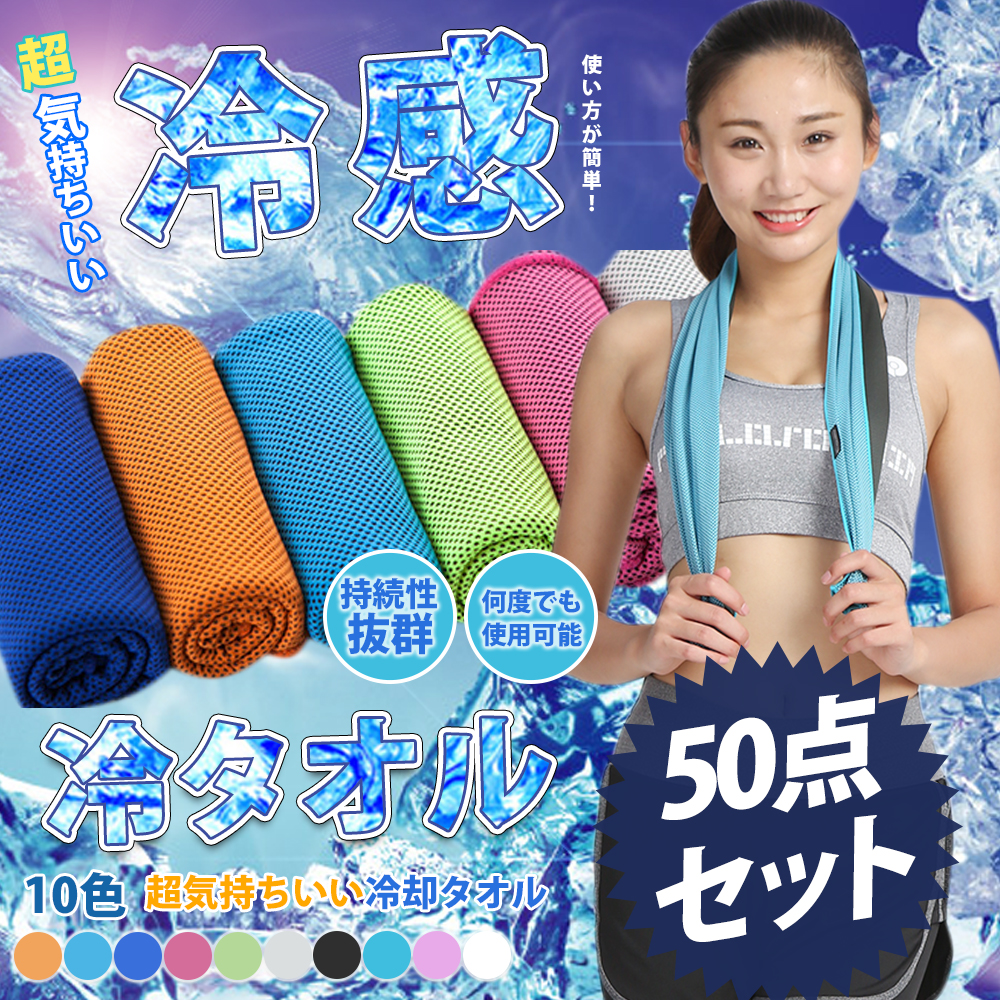 超
気持ちいい
冷感
使い方が簡単！
持続性
抜群
何度でも
使用可能
冷タオル
50点
セット
10色
超気持ちいい冷却タオル